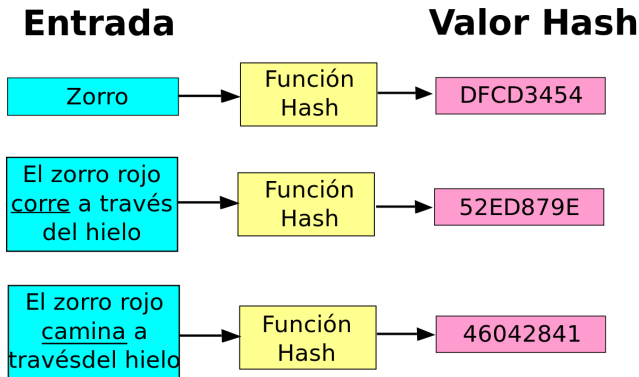 Entrada
Valor Hash
Zorro
Función
Hash
DFCD3454
El zorro rojo
corre a través
del hielo
Función
Hash
52ED879E
El zorro rojo
camina a
travésdel hielo
Función
Hash
46042841